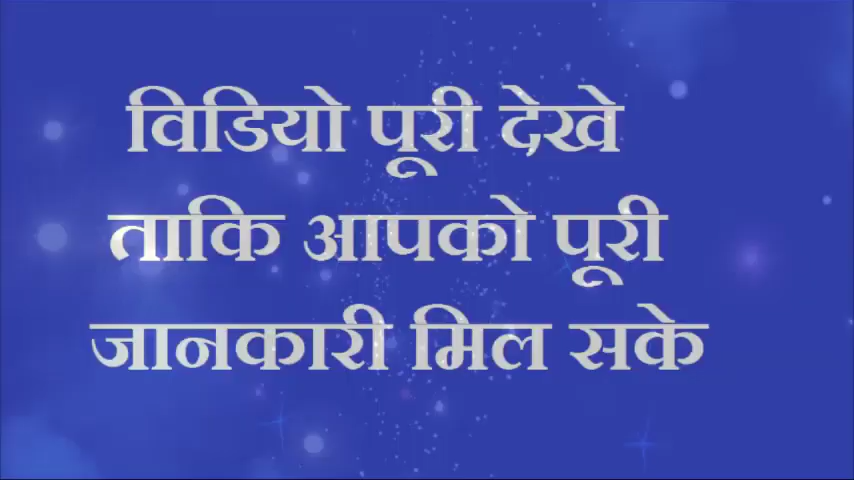 विडियो पूरी देखे
ताकि आपको पूरी
जानकारी मिल सके